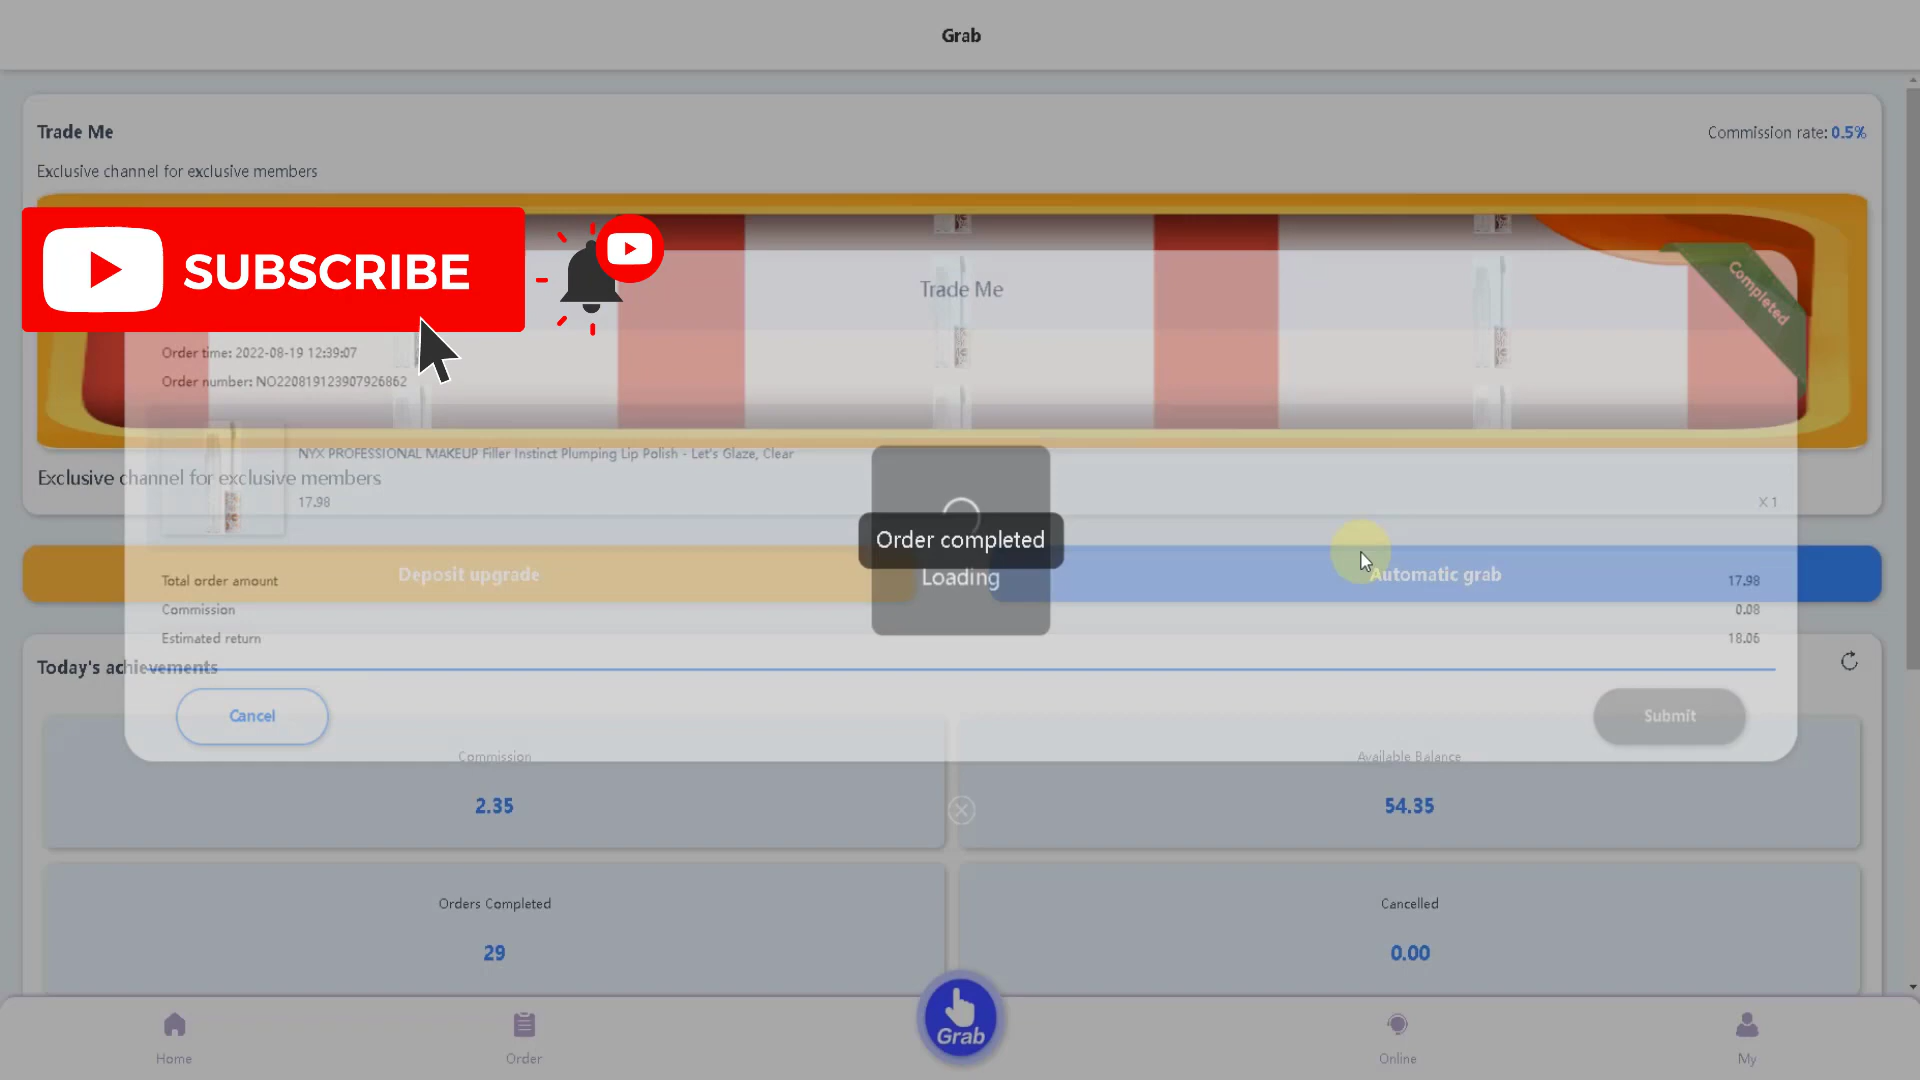 Grab
Trade Me
Commission rate: 0.5%
Exclusive channel for exclusive members
SUBSCRIBE
Trade Me
Completed
Order time: 2022-08-19 12:39:07
Order number: NO220819123907926862
NYX PROFESSIONAL MAKEUP Filler Instinct Plumping Lip Polish - Let's Glaze, Clear
Exclusive channel for exclusive members
17.98
X 1
Order completed
Loading
Deposit upgrade
Automatic grab
Total order amount
17.98
Commission
0.08
Estimated return
18.06
Today's achievements
Cancel
Submit
Commission
2.35
Available Balance
54.35
Orders Completed
29
Cancelled
0.00
Home
Order
Grab
Online
My